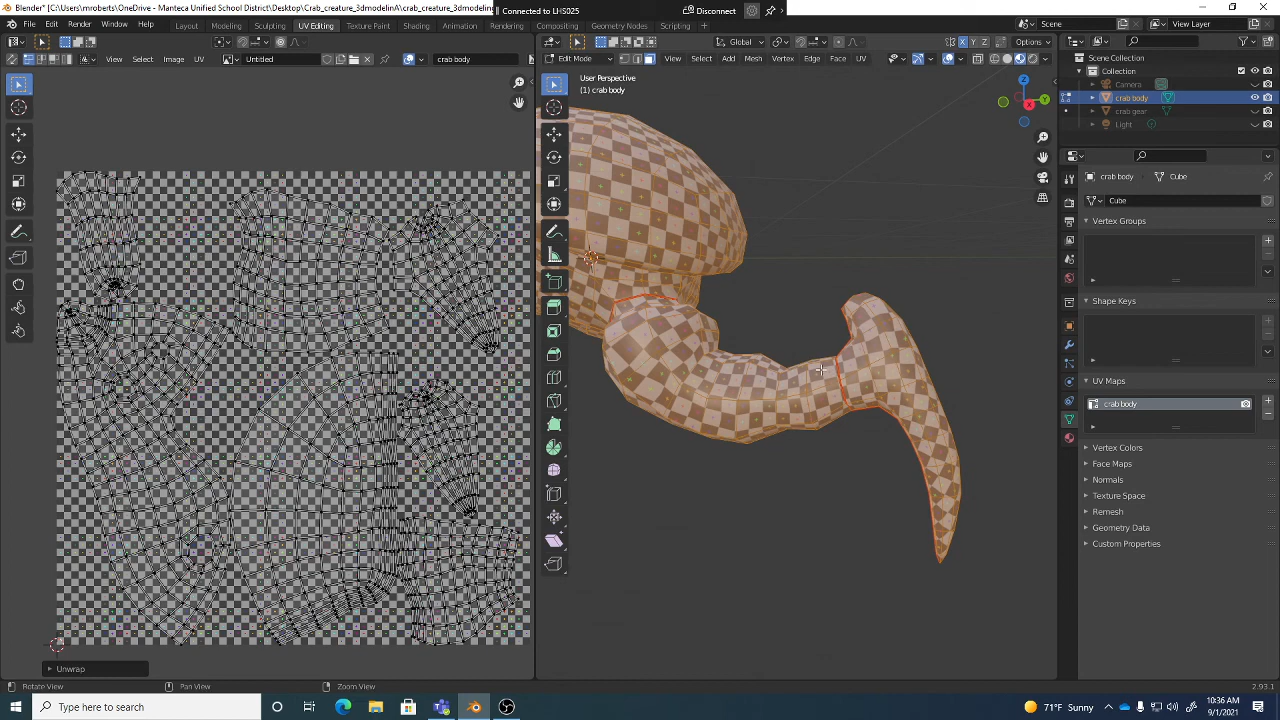 Blender* [C:\Users\mroberts\OneDrive - Manteca Unified School District\Desktop\Crab_creature_3dmodelinA\crab_creature_3dmodeling
Connected to LHS025
Disconnect
File Edit Render Window Help Layout Modeling Sculpting UV Editing Texture Paint Shading Animation Rendering Compositing Geometry Nodes Scripting
Scene
View Layer
View Select Image UV
Untitled
crab body
Global
Options
Edit Mode
View Select Add Mesh Vertex Edge Face UV
User Perspective
(1) crab body
X
Y
Z
Scene Collection
Collection
Camera
crab body
crab gear
Light
crab body
Cube
Cube
Vertex Groups
Shape Keys
UV Maps
crab body
Vertex Colors
Face Maps
Normals
Texture Space
Remesh
Geometry Data
Custom Properties
Unwrap
Rotate View
Pan View
Zoom View
2.93.1
Type here to search
71°F Sunny
10:36 AM
9/1/2021